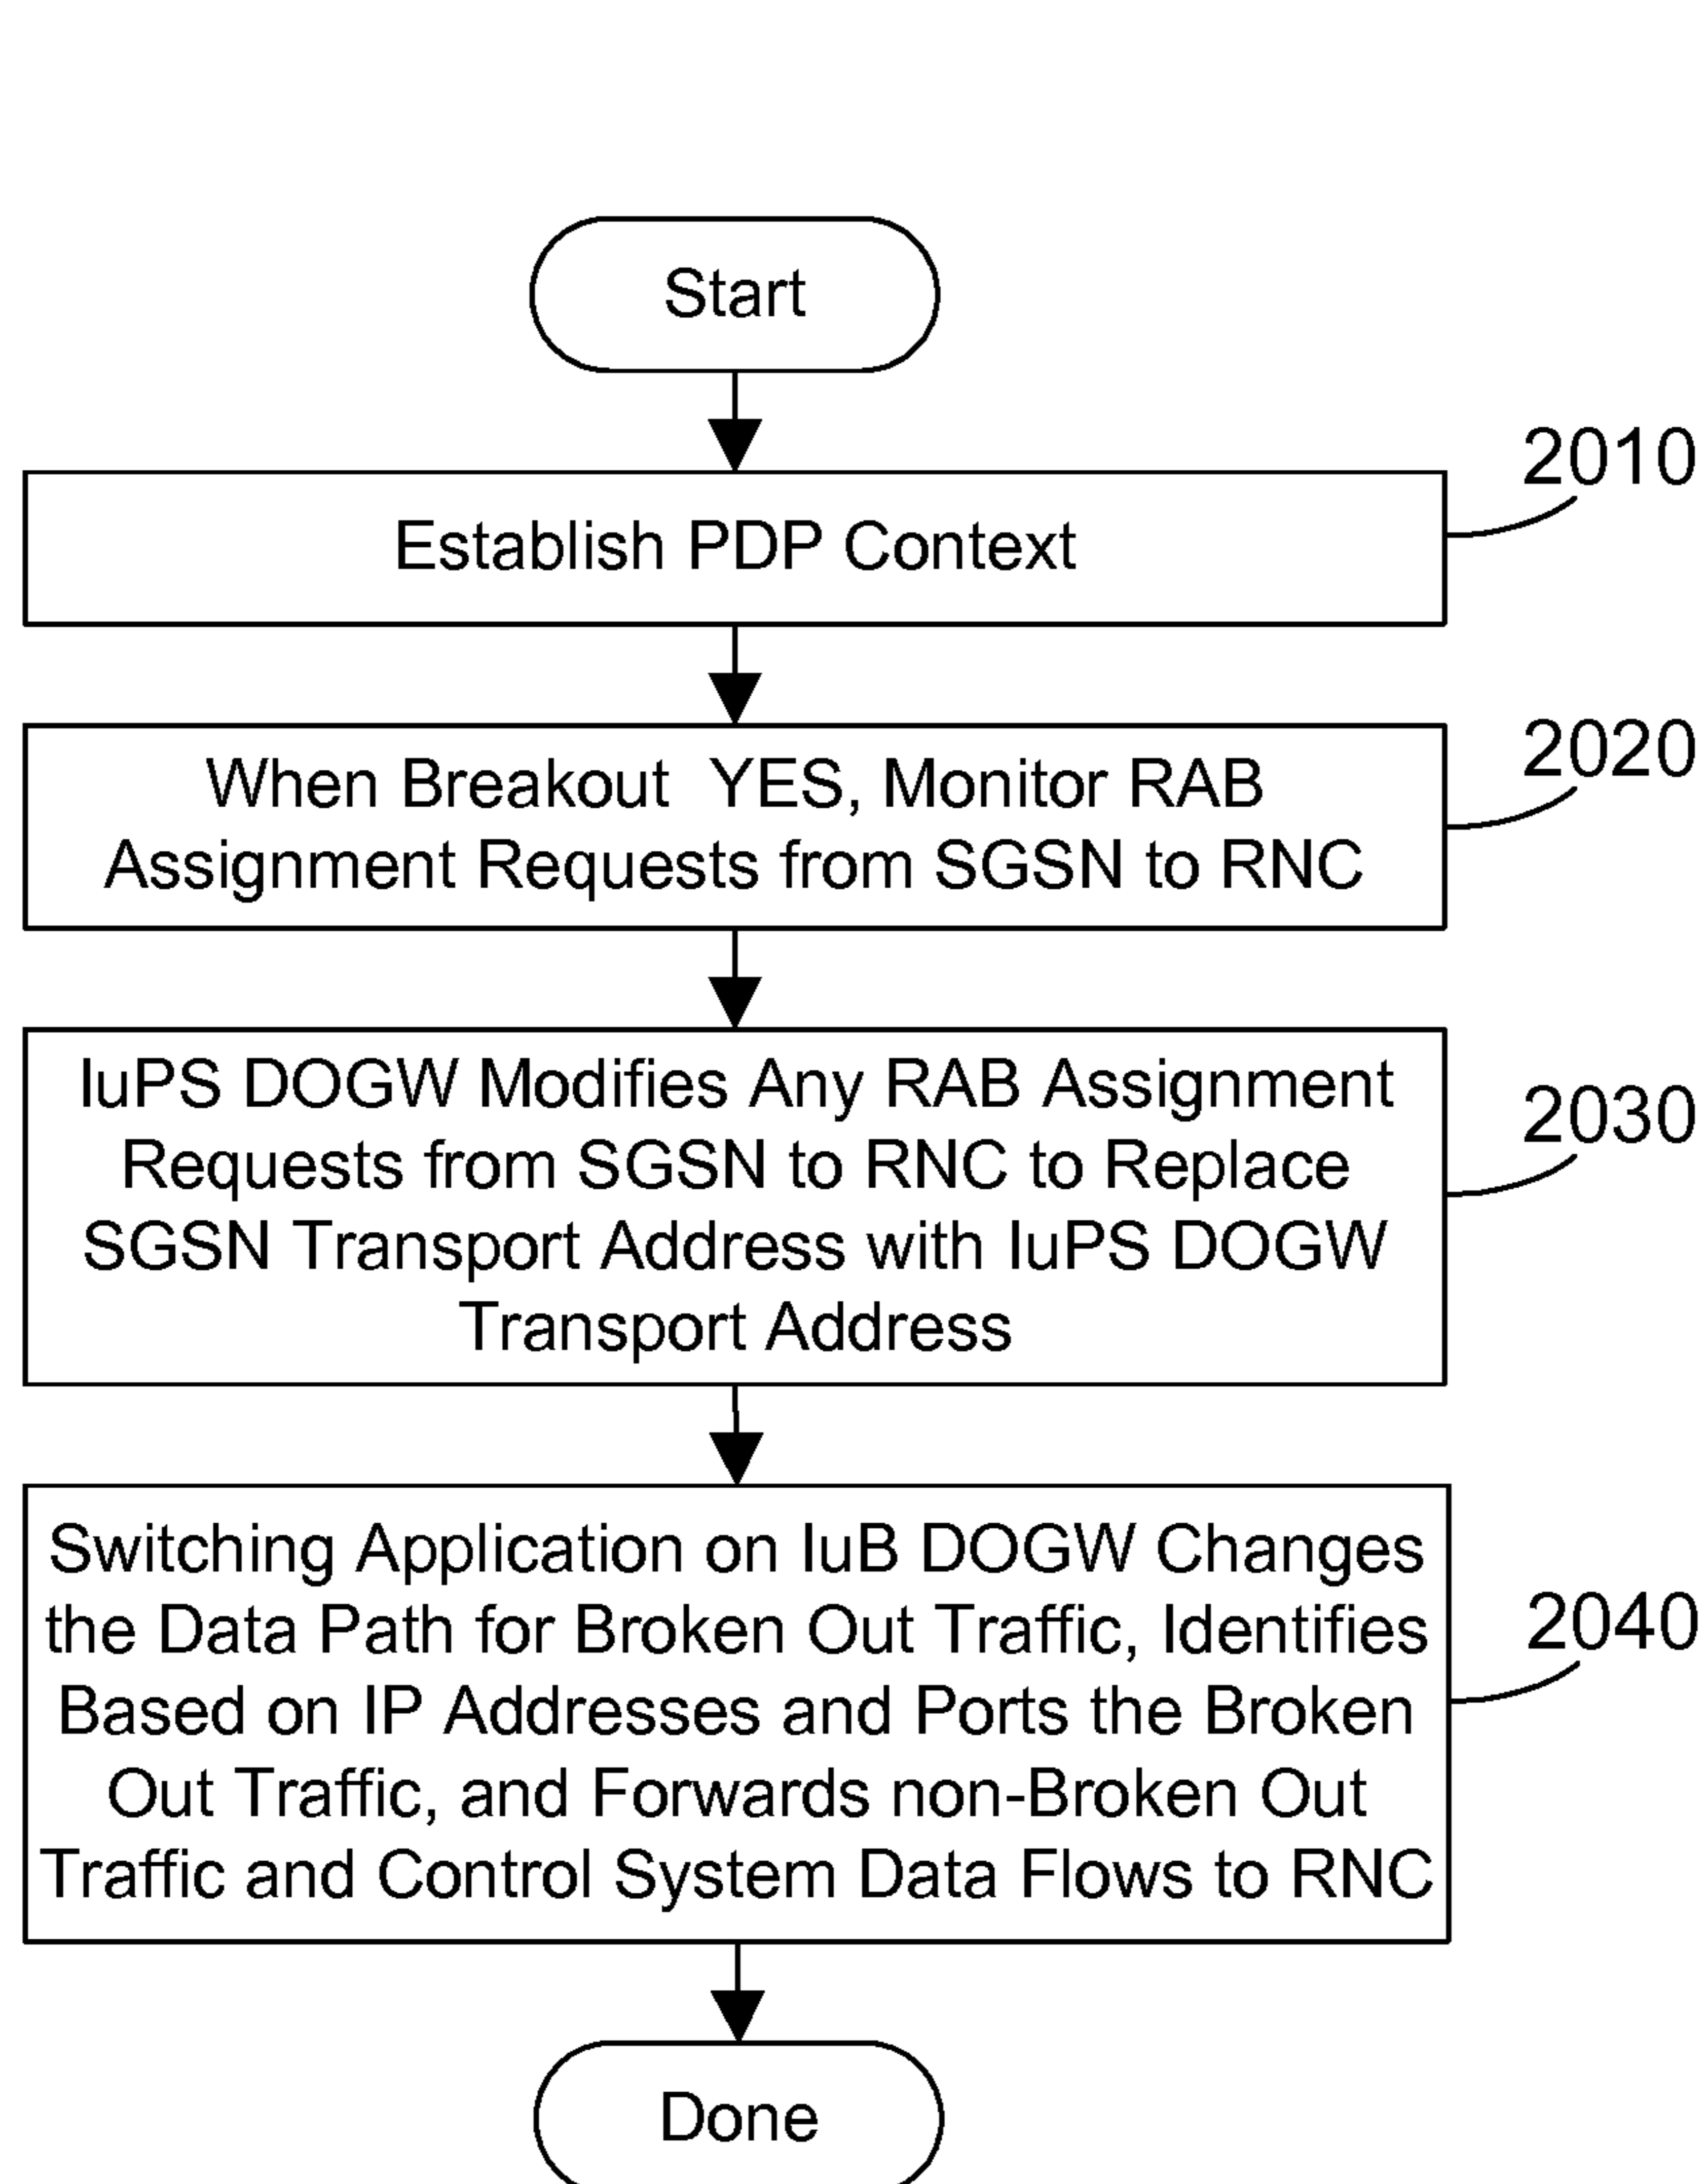 Start
2010
Establish PDP Context
2020
When Breakout YES, Monitor RAB
Assignment Requests from SGSN to RNC
2030
IuPS DOGW Modifies Any RAB Assignment
Requests from SGSN to RNC to Replace
SGSN Transport Address with IuPS DOGW
Transport Address
2040
Switching Application on IuB DOGW Changes
the Data Path for Broken Out Traffic, Identifies
Based on IP Addresses and Ports the Broken
Out Traffic, and Forwards non-Broken Out
Traffic and Control System Data Flows to RNC
Done